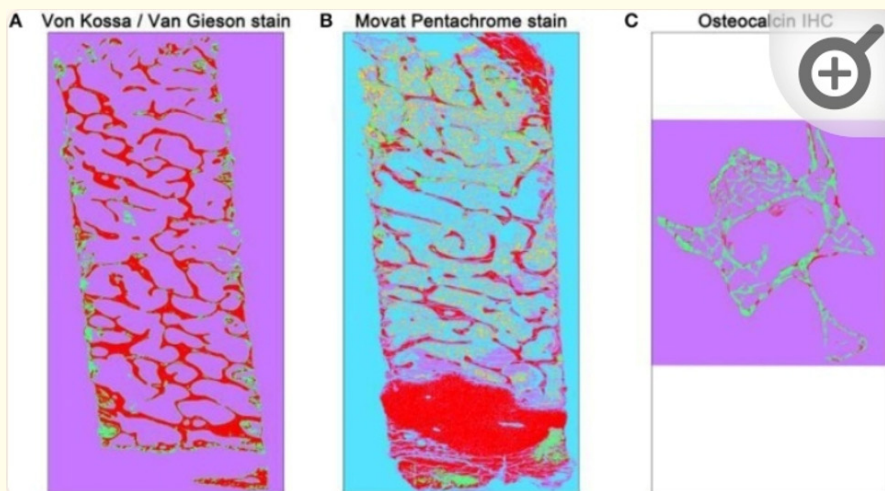 A Von Kossa / Van Gieson stain
B Movat Pentachrome stain
C Osteocalcin IHC